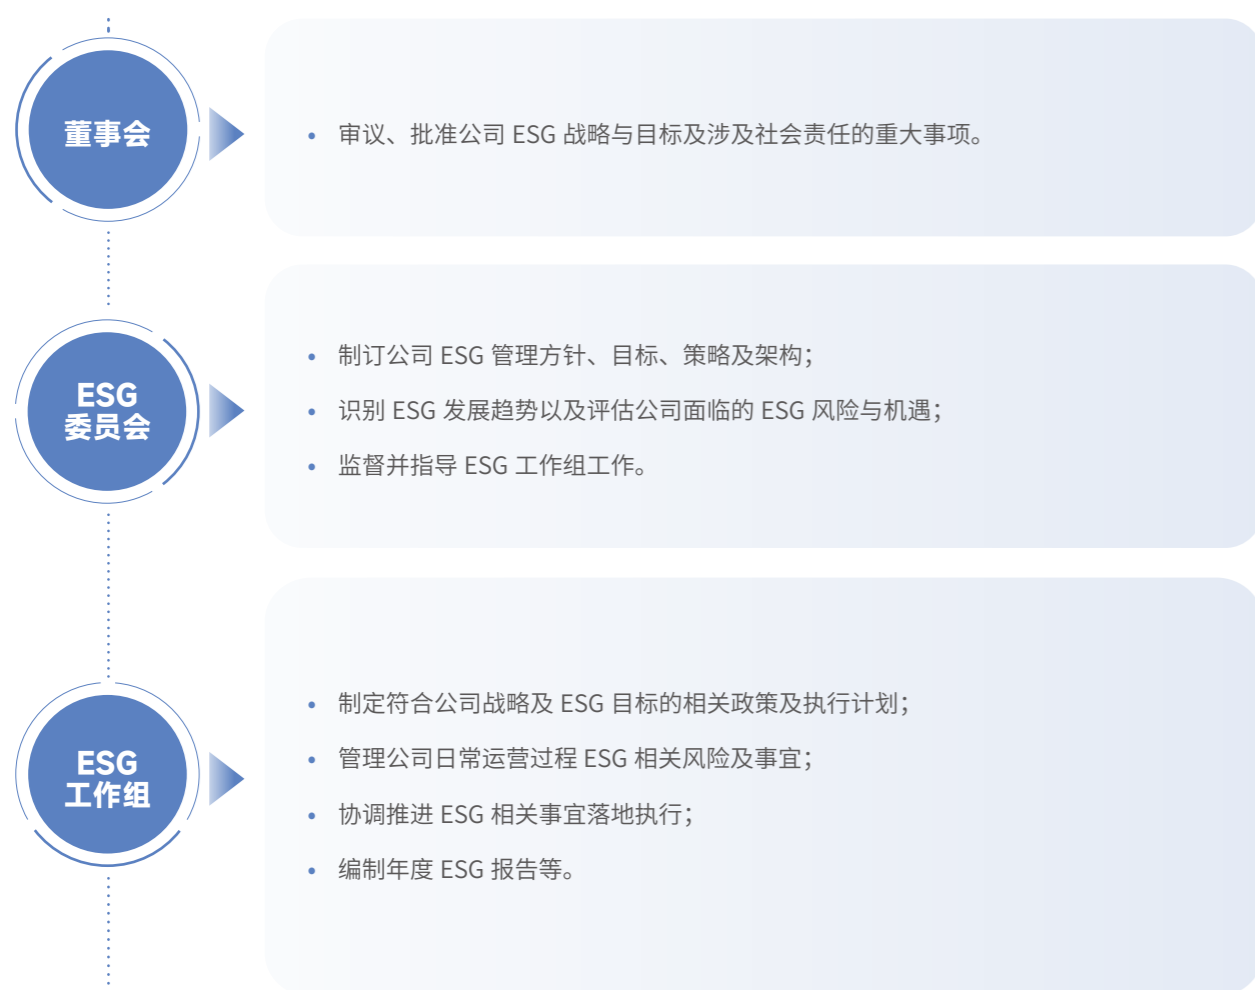 董事会
• 审议、批准公司 ESG 战略与目标及涉及社会责任的重大事项。
ESG
委员会
• 制订公司 ESG 管理方针、目标、策略及架构；
• 识别 ESG 发展趋势以及评估公司面临的 ESG 风险与机遇；
• 监督并指导 ESG 工作组工作。
ESG
工作组
• 制定符合公司战略及 ESG 目标的相关政策及执行计划；
• 管理公司日常运营过程 ESG 相关风险及事宜；
• 协调推进 ESG 相关事宜落地执行；
• 编制年度 ESG 报告等。